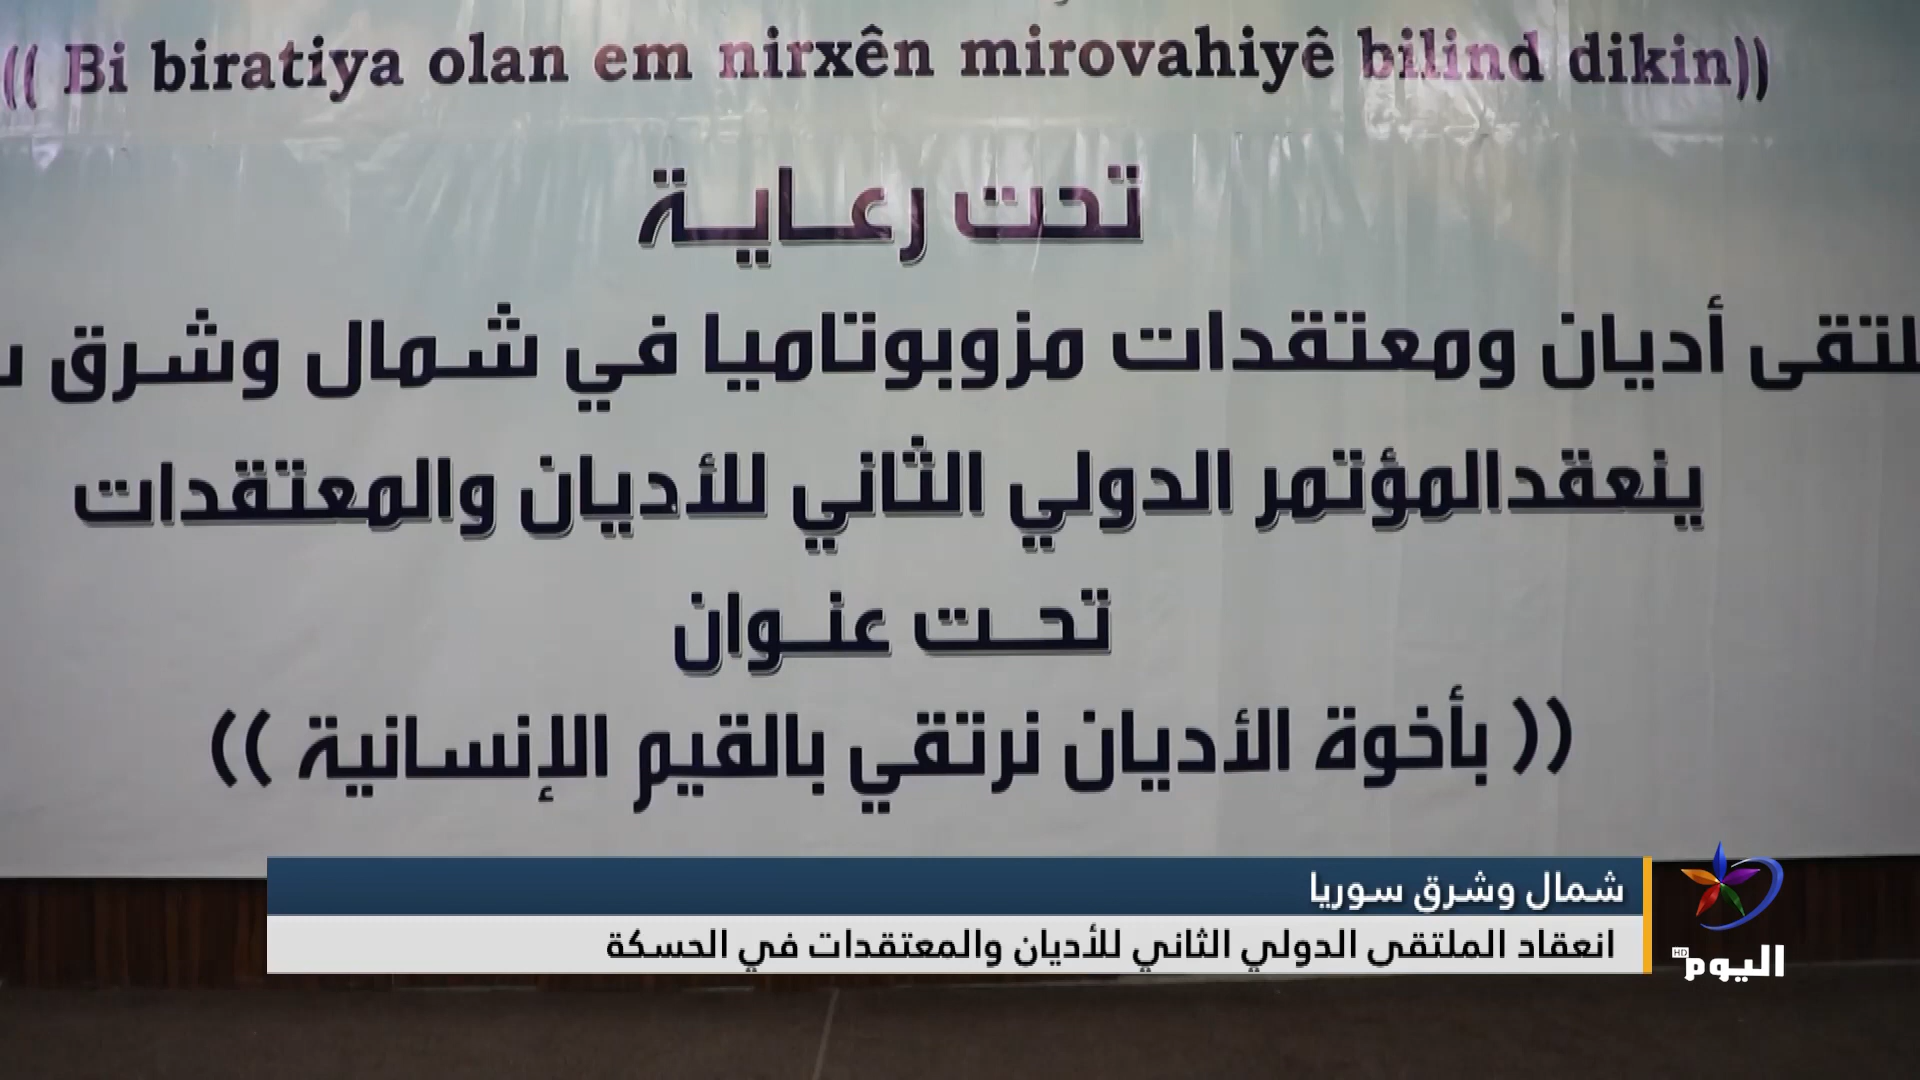 (( Bi biratiya olan em nirxên mirovahiyê bilind dikin))
تحت رعاية
أديان ومعتقدات مزوبوتاميا في شمال وشرق
ينعقدالمؤتمر الدولي الثاني للأديان والمعتقدات
تحت عنوان
(( بأخوة الأديان نرتقي بالقيم الإنسانية ))
شمال وشرق سوريا
انعقاد الملتقى الدولي الثاني للأديان والمعتقدات في الحسكة
اليوم HD